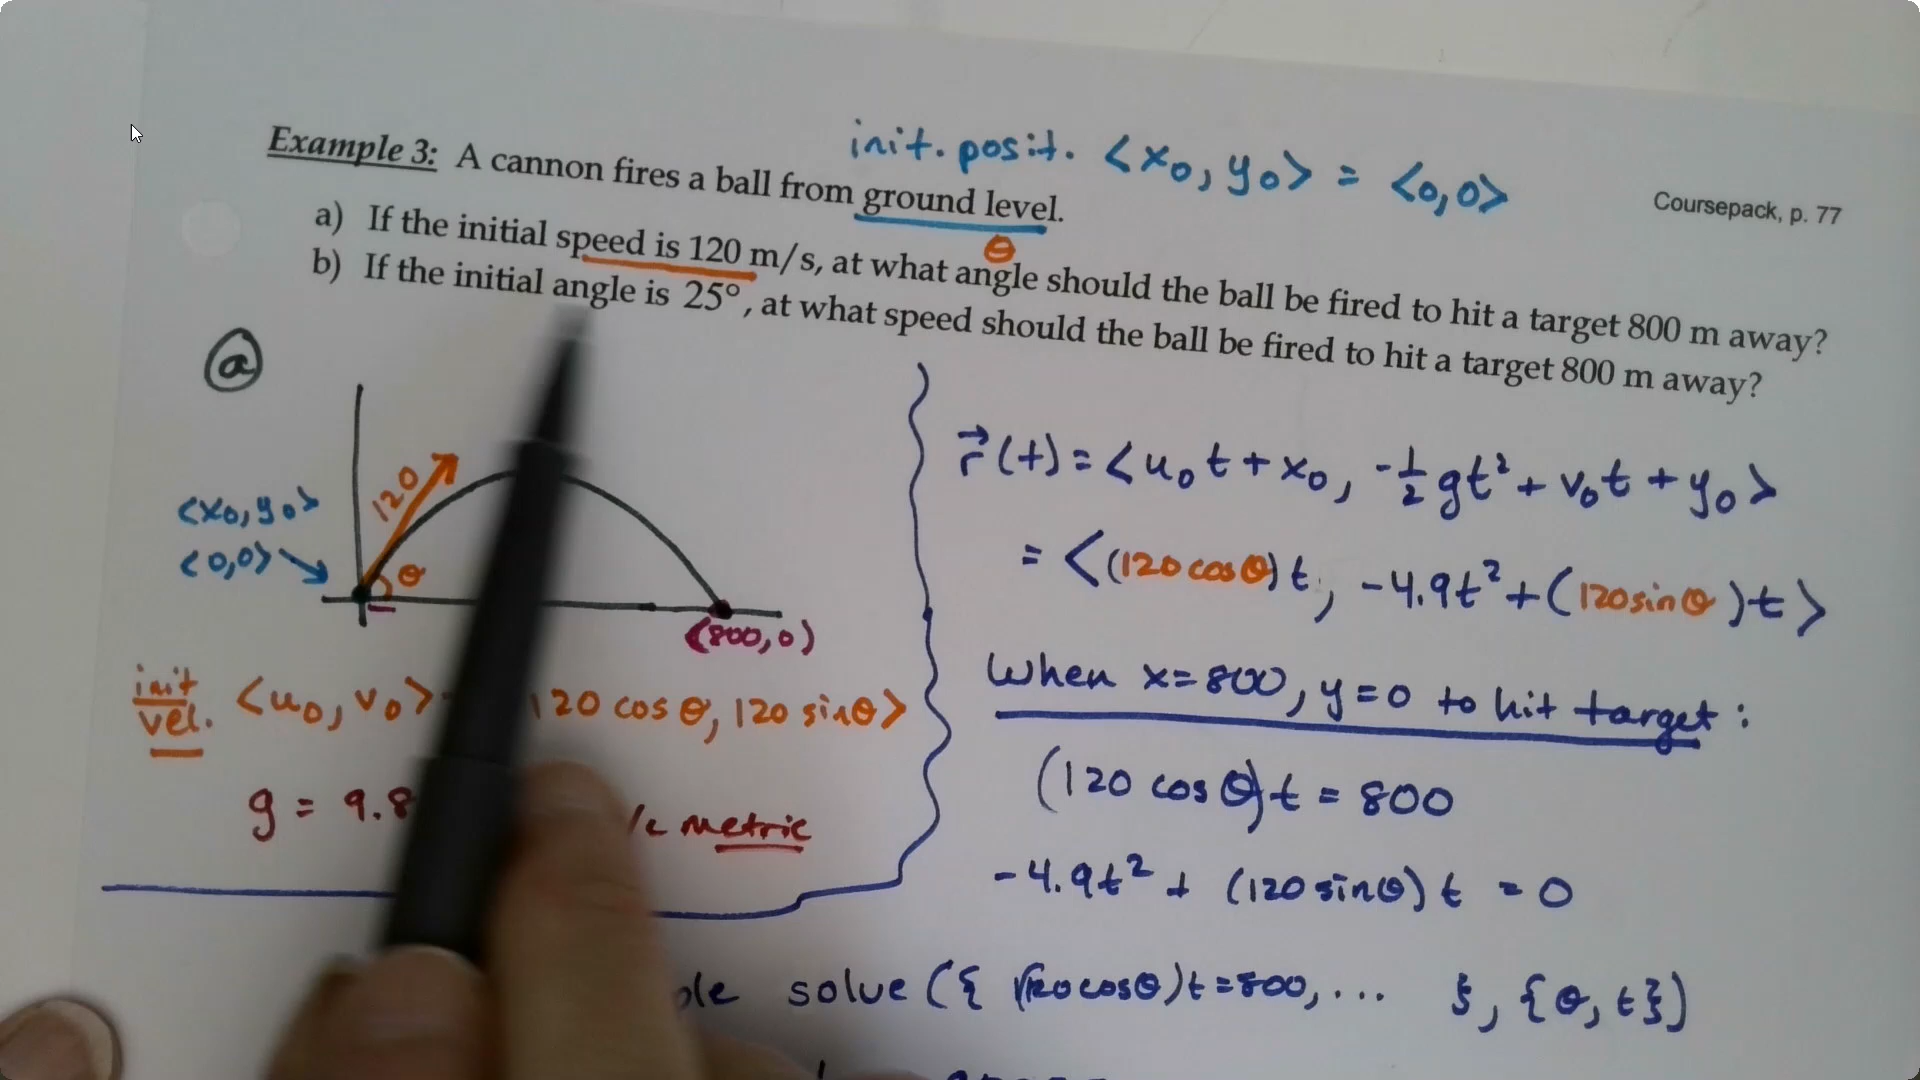 init. posit. <x₀, y₀> = <0,0>
Example 3: A cannon fires a ball from ground level.
Coursepack, p. 77
θ
a) If the initial speed is 120 m/s, at what angle should the ball be fired to hit a target 800 m away?
b) If the initial angle is 25°, at what speed should the ball be fired to hit a target 800 m away?
a
120
<x₀, y₀>
<0,0>
θ
(800,0)
init vel. <u₀, v₀> 120 cos θ, 120 sin θ>
g = 9.8
metric
r⃗(t) = <u₀t + x₀, -½gt² + v₀t + y₀>
= <(120 cos θ)t, -4.9t² + (120 sin θ)t>
When x=800, y=0 to hit target:
(120 cos θ)t = 800
-4.9t² + (120 sin θ)t = 0
solve({(120 cos θ)t=800, ... }, {θ, t})